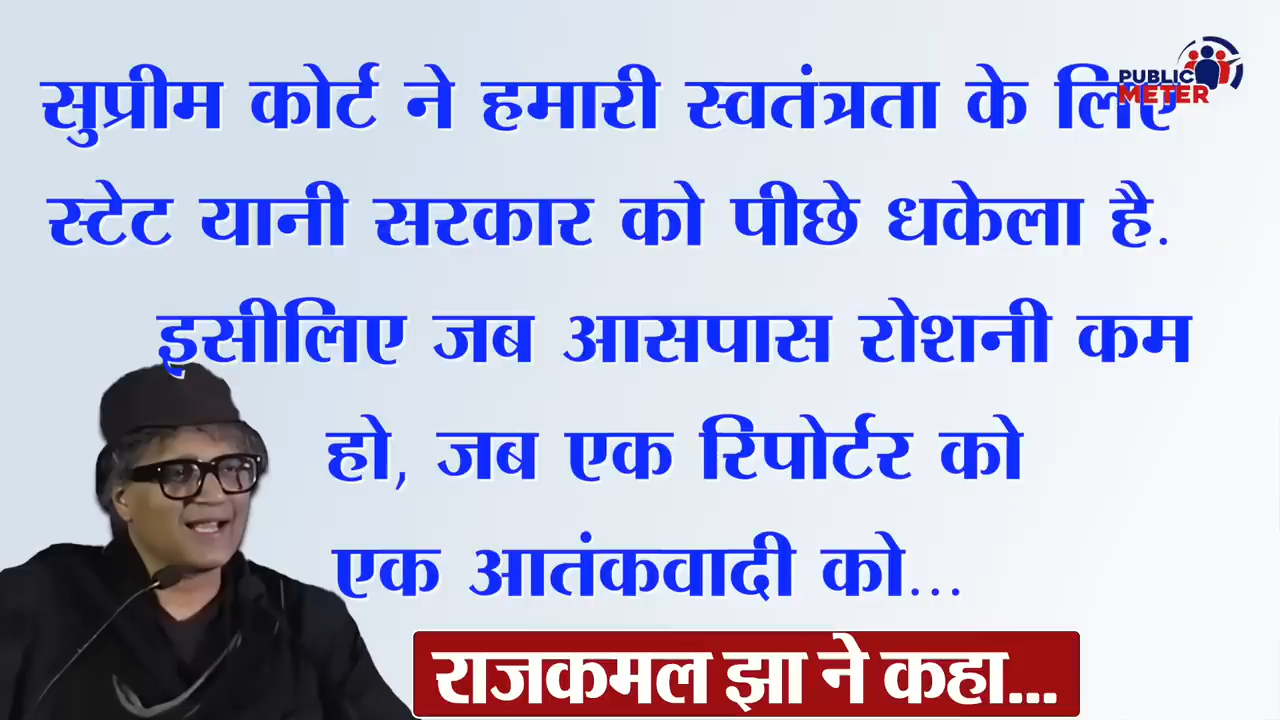 PUBLIC
METER
सुप्रीम कोर्ट ने हमारी स्वतंत्रता के लिए
स्टेट यानी सरकार को पीछे धकेला है.
इसीलिए जब आसपास रोशनी कम
हो, जब एक रिपोर्टर को
एक आतंकवादी को...
राजकमल झा ने कहा...